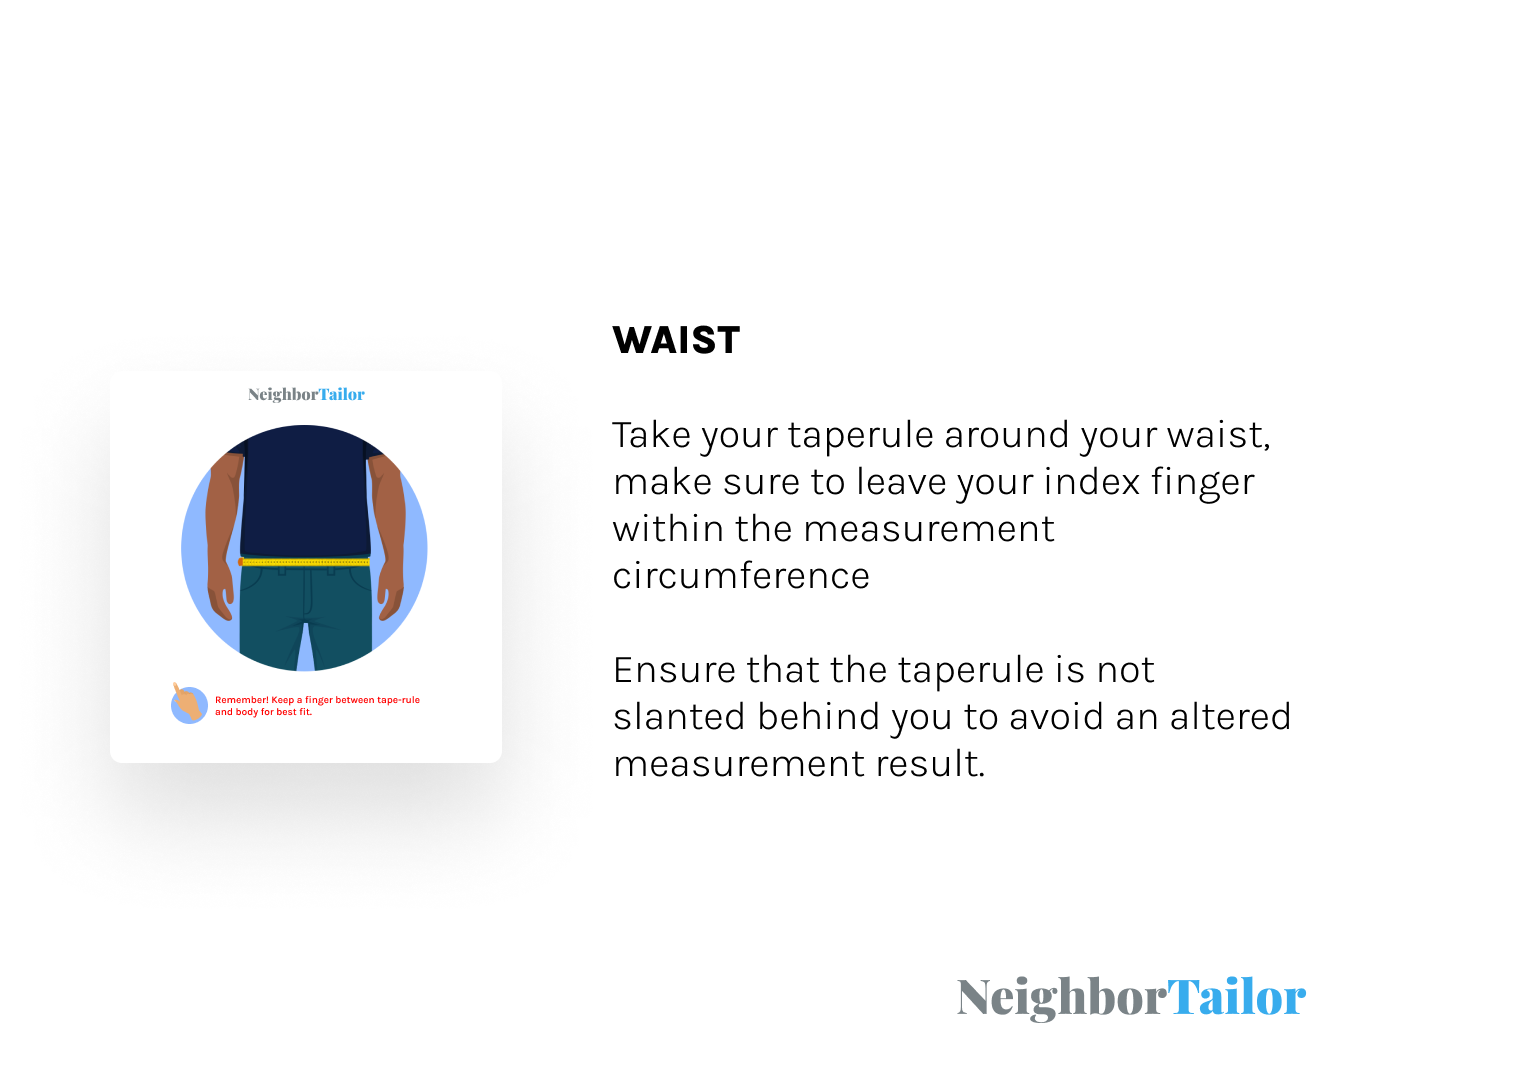 NeighborTailor
Remember! Keep a finger between tape-rule
and body for best fit.
WAIST
Take your taperule around your waist,
make sure to leave your index finger
within the measurement
circumference
Ensure that the taperule is not
slanted behind you to avoid an altered
measurement result.
NeighborTailor